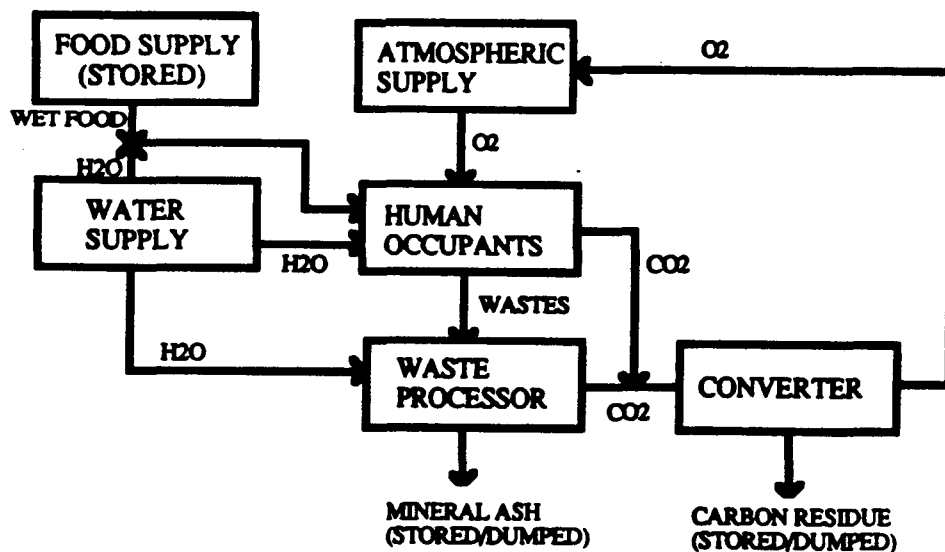 FOOD SUPPLY
(STORED)
ATMOSPHERIC
SUPPLY
O2
WET FOOD
O2
H2O
WATER
SUPPLY
HUMAN
OCCUPANTS
H2O
CO2
WASTES
H2O
WASTE
PROCESSOR
CO2
CONVERTER
MINERAL ASH
(STORED/DUMPED)
CARBON RESIDUE
(STORED/DUMPED)